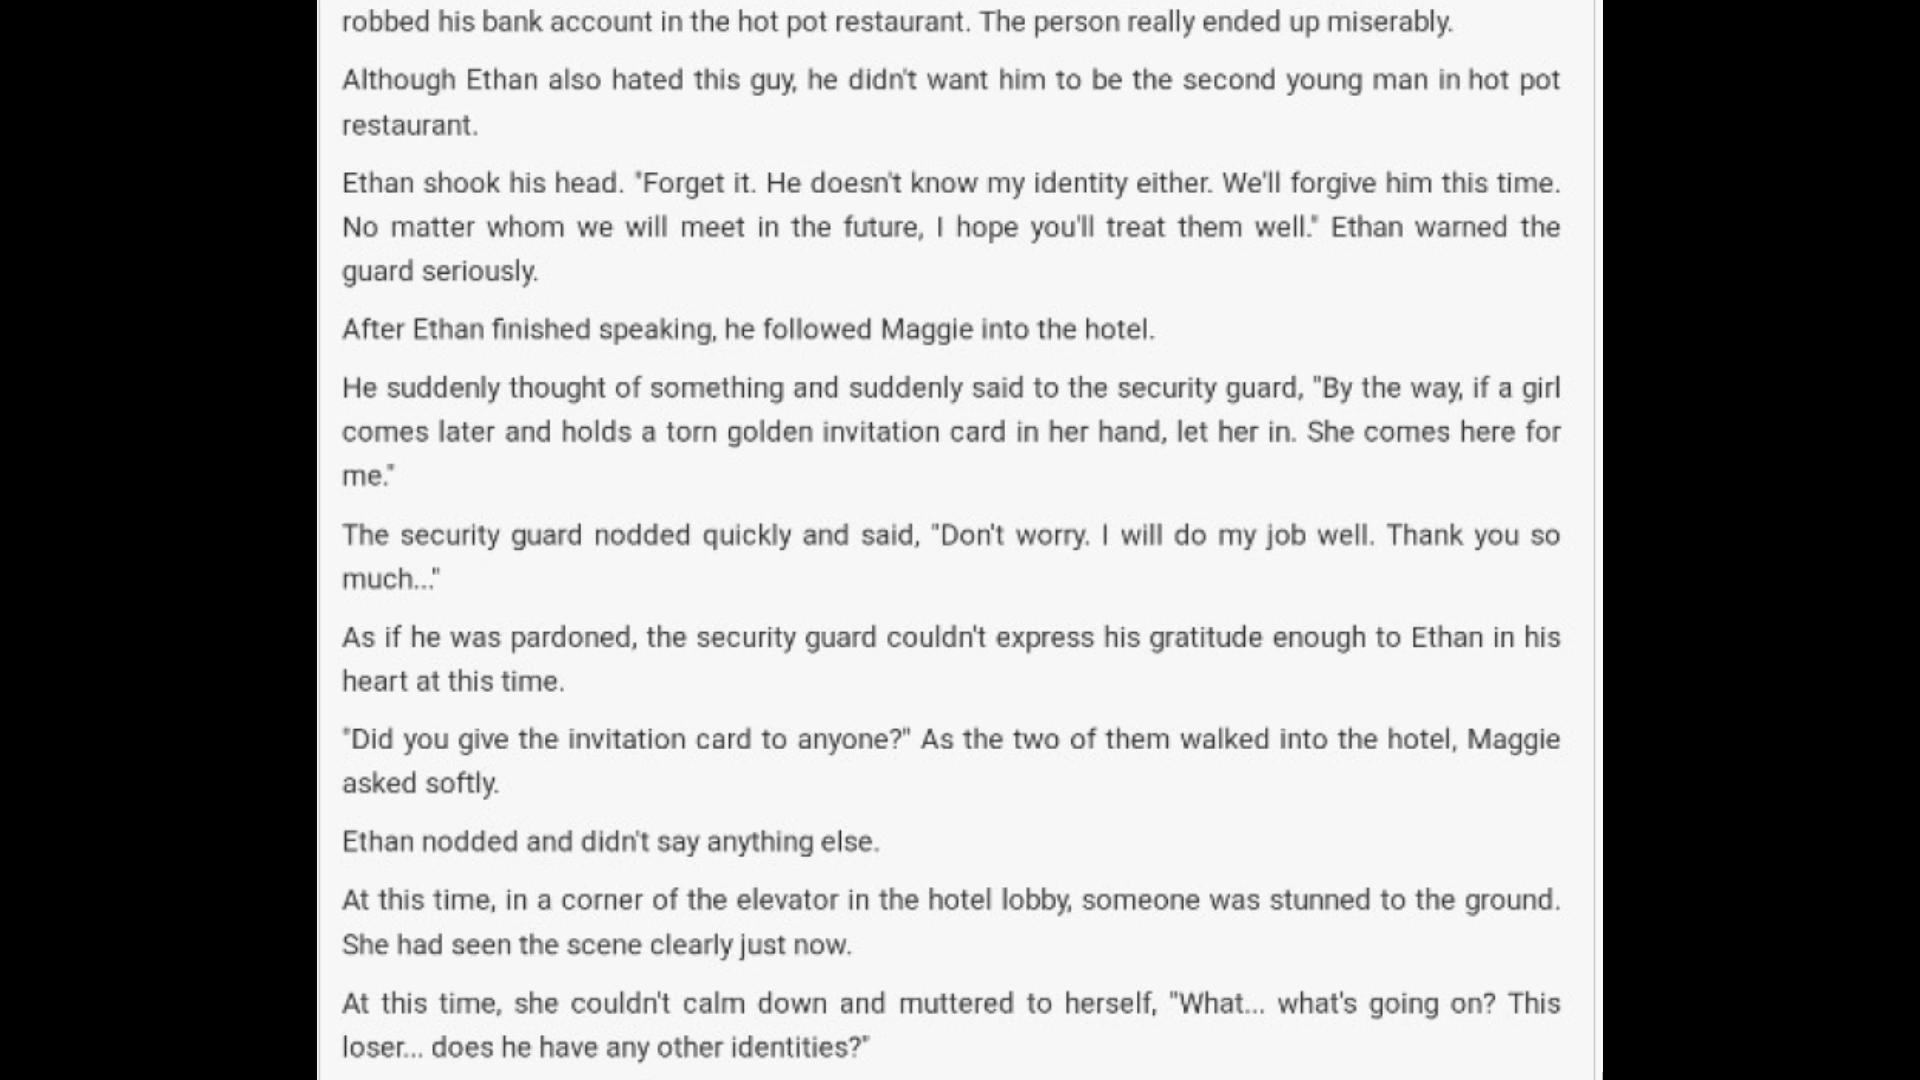 robbed his bank account in the hot pot restaurant. The person really ended up miserably.
Although Ethan also hated this guy, he didn't want him to be the second young man in hot pot
restaurant.
Ethan shook his head. "Forget it. He doesn't know my identity either. We'll forgive him this time.
No matter whom we will meet in the future, I hope you'll treat them well." Ethan warned the
guard seriously.
After Ethan finished speaking, he followed Maggie into the hotel.
He suddenly thought of something and suddenly said to the security guard, "By the way, if a girl
comes later and holds a torn golden invitation card in her hand, let her in. She comes here for
me."
The security guard nodded quickly and said, "Don't worry. I will do my job well. Thank you so
much..."
As if he was pardoned, the security guard couldn't express his gratitude enough to Ethan in his
heart at this time.
"Did you give the invitation card to anyone?" As the two of them walked into the hotel, Maggie
asked softly.
Ethan nodded and didn't say anything else.
At this time, in a corner of the elevator in the hotel lobby, someone was stunned to the ground.
She had seen the scene clearly just now.
At this time, she couldn't calm down and muttered to herself, "What... what's going on? This
loser... does he have any other identities?"